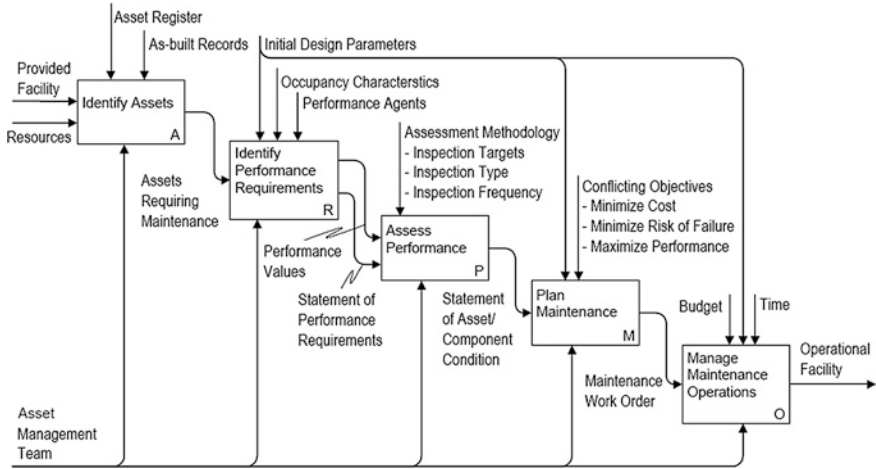 Asset Register
As-built Records
Provided
Facility
Resources
Identify Assets
A
Initial Design Parameters
Occupancy Characterstics
Performance Agents
Assets
Requiring
Maintenance
Identify
Performance
Requirements
R
Assessment Methodology
- Inspection Targets
- Inspection Type
- Inspection Frequency
Performance
Values
Statement of
Performance
Requirements
Assess
Performance
P
Conflicting Objectives
- Minimize Cost
- Minimize Risk of Failure
- Maximize Performance
Statement
of Asset/
Component
Condition
Plan
Maintenance
M
Budget
Time
Maintenance
Work Order
Manage
Maintenance
Operations
O
Operational
Facility
Asset
Management
Team